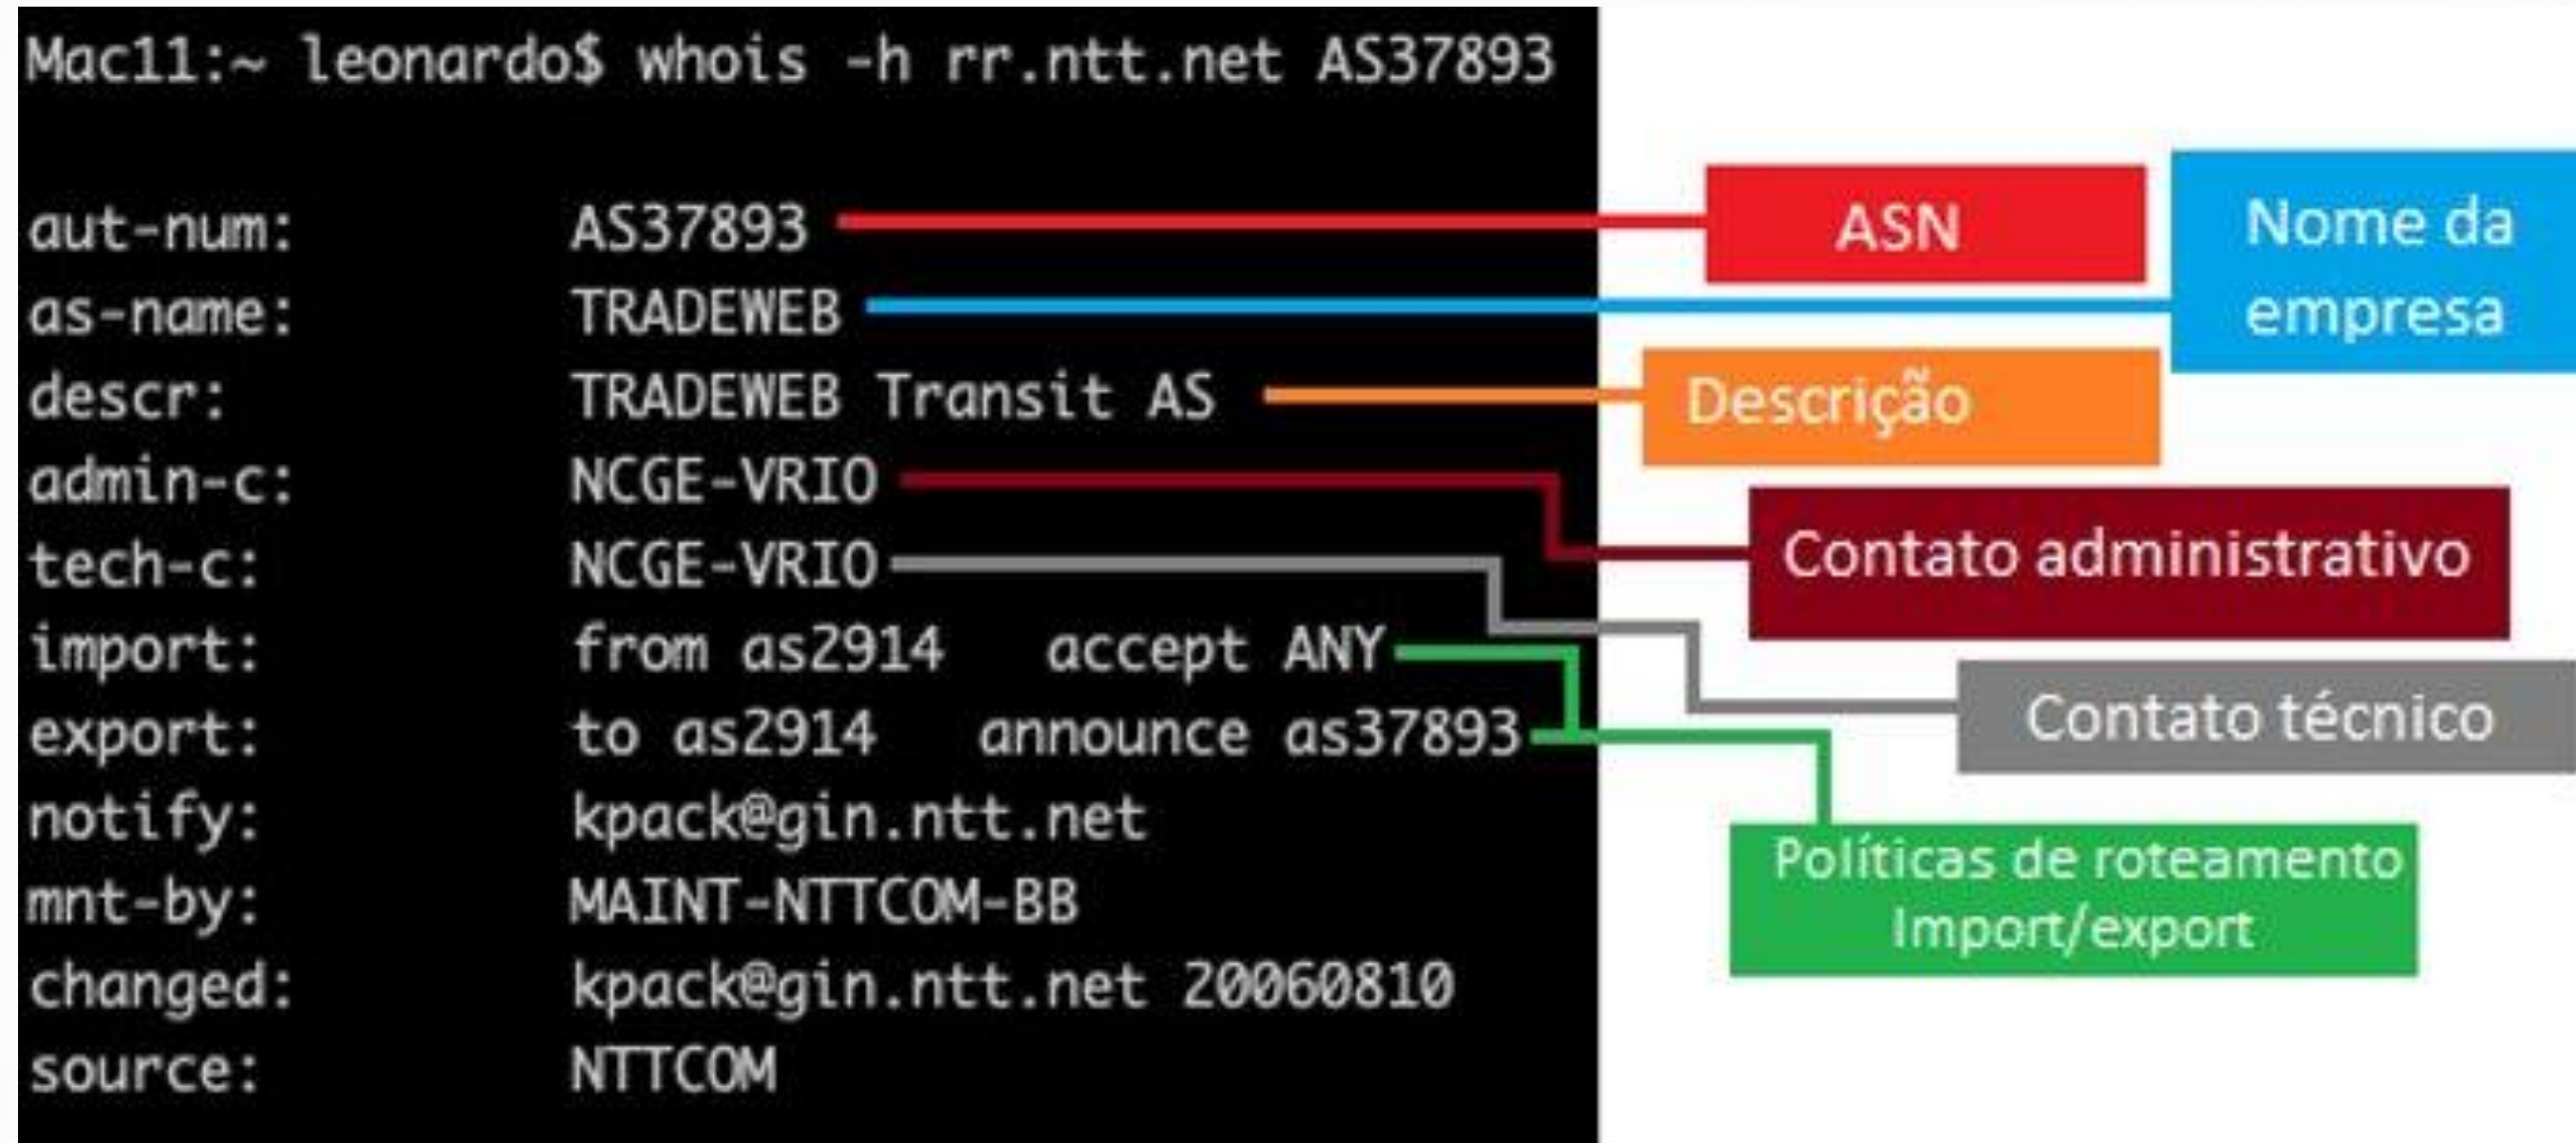 Mac11:~ leonardo$ whois -h rr.ntt.net AS37893
aut-num: AS37893
as-name: TRADEWEB
descr: TRADEWEB Transit AS
admin-c: NCGE-VRIO
tech-c: NCGE-VRIO
import: from as2914 accept ANY
export: to as2914 announce as37893
notify: kpack@gin.ntt.net
mnt-by: MAINT-NTTCOM-BB
changed: kpack@gin.ntt.net 20060810
source: NTTCOM
ASN
Nome da
empresa
Descrição
Contato administrativo
Contato técnico
Políticas de roteamento
Import/export